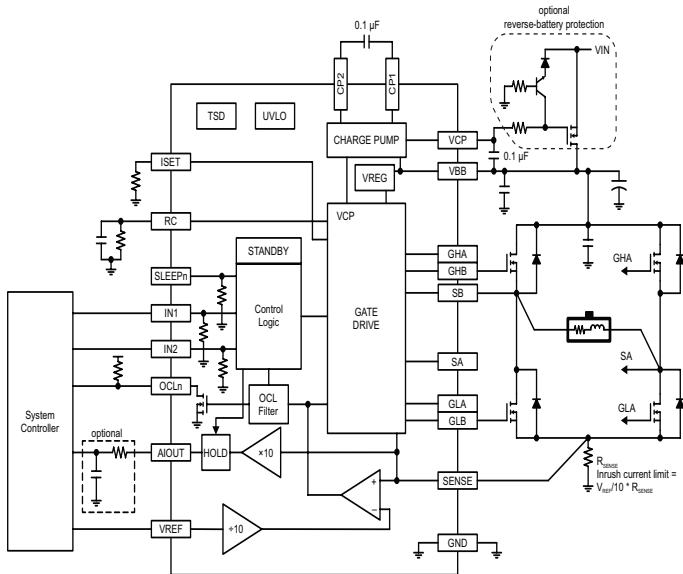 optional
reverse-battery protection
0.1 µF
VIN
CP2
CP1
TSD
UVLO
CHARGE PUMP
VCP
0.1 µF
ISET
VREG
VBB
RC
VCP
STANDBY
SLEEPn
GHA
GHB
GHA
SB
IN1
Control
Logic
GATE
DRIVE
IN2
SA
SA
OCLn
OCL
Filter
GLA
GLA
GLB
System
Controller
optional
AIOUT
HOLD
×10
RSENSE
Inrush current limit =
VREF/10 * RSENSE
+
SENSE
–
VREF
÷10
GND